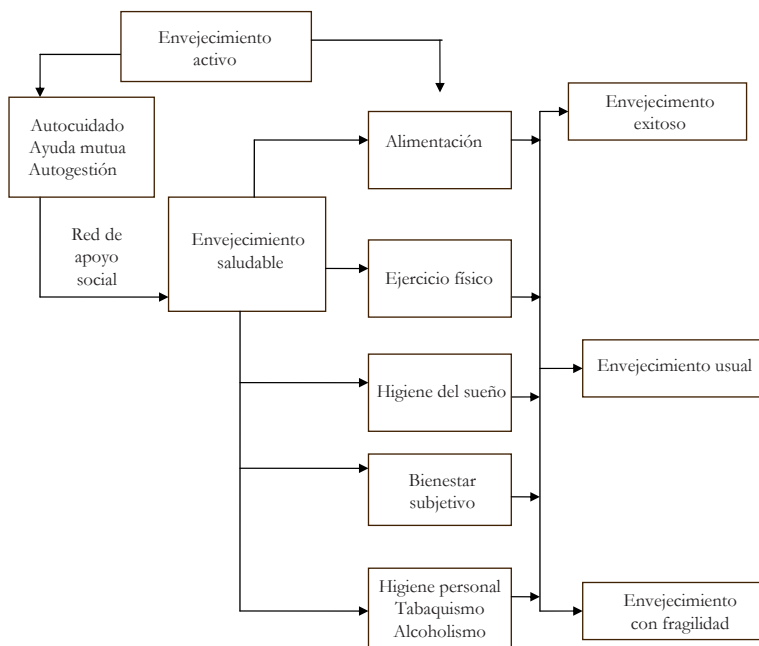 Envejecimiento
activo
Autocuidado
Ayuda mutua
Autogestión
Red de
apoyo
social
Envejecimiento
saludable
Alimentación
Ejercicio físico
Higiene del sueño
Bienestar
subjetivo
Higiene personal
Tabaquismo
Alcoholismo
Envejecimento
exitoso
Envejecimiento usual
Envejecimiento
con fragilidad